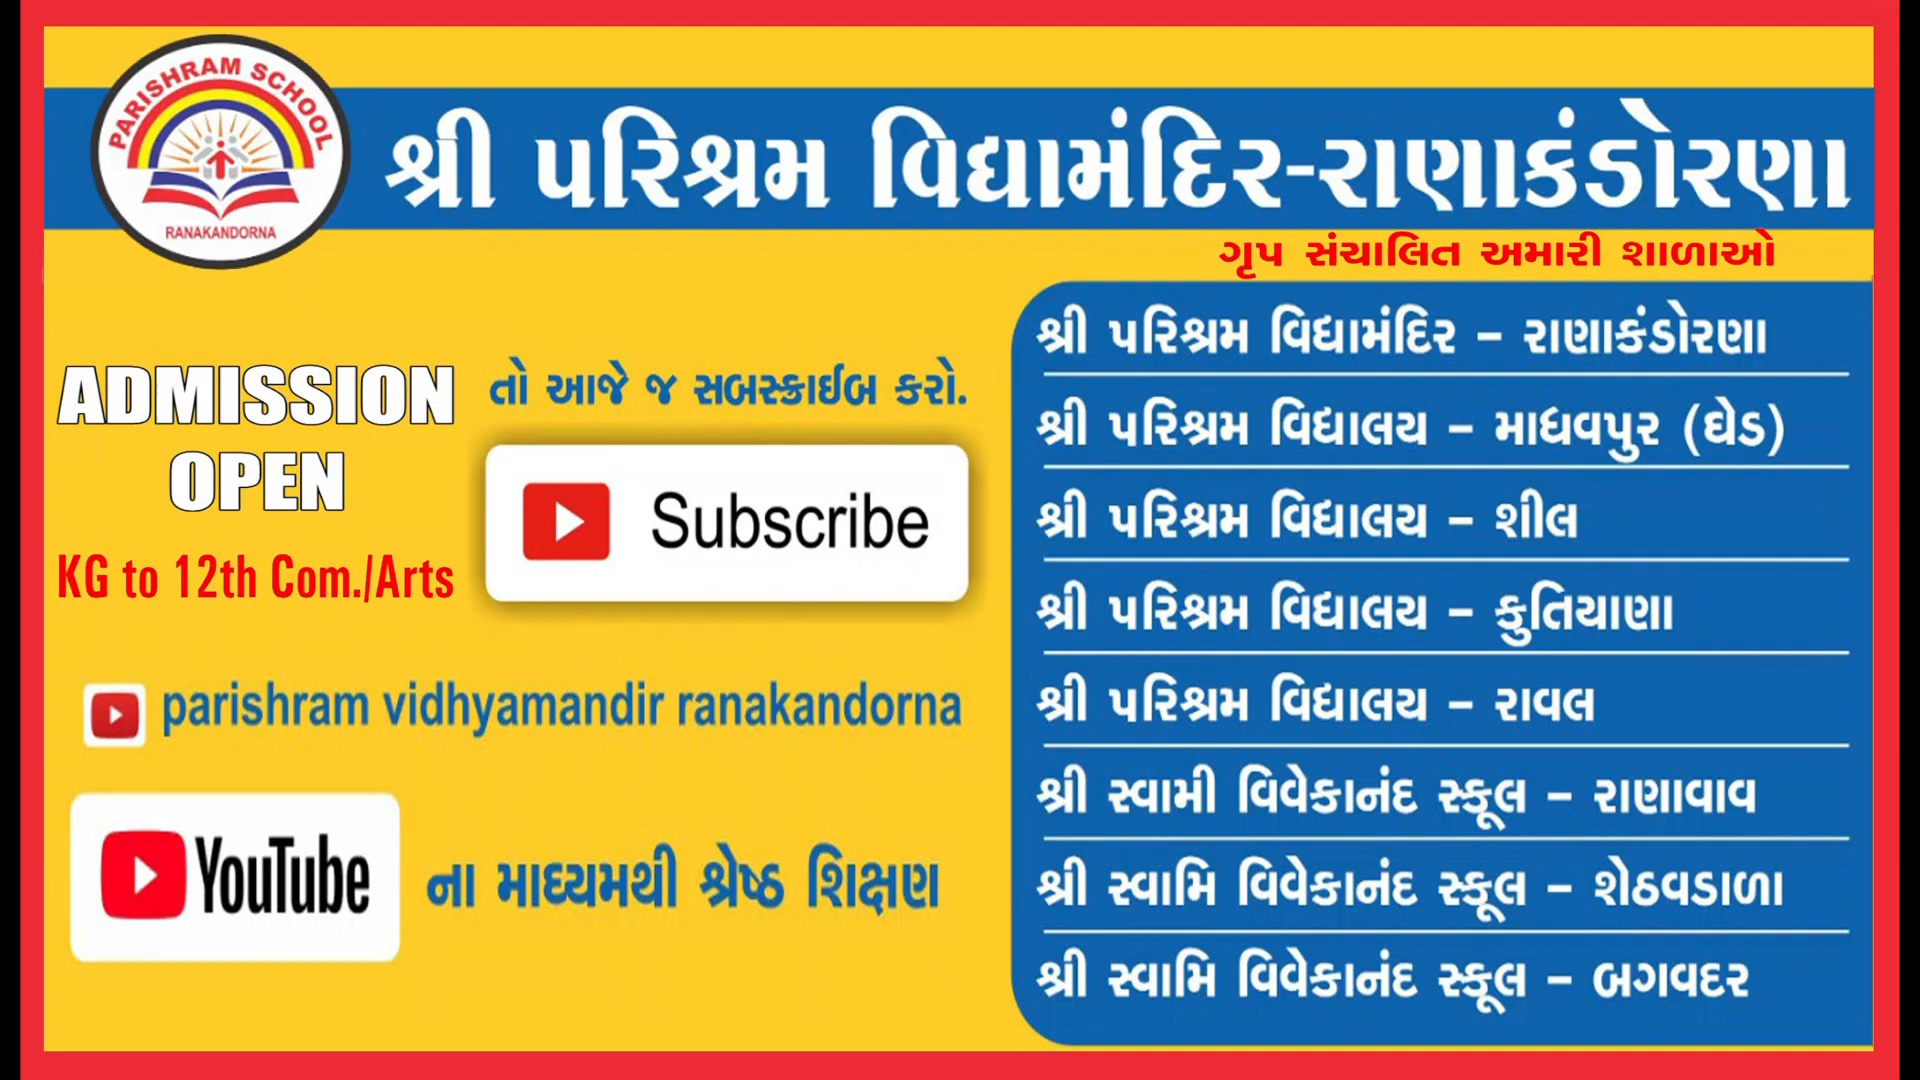 PARISHRAM SCHOOL
RANAKANDORNA
શ્રી પરિશ્રમ વિદ્યામંદિર-રાણાકંડોરણા
ગૃપ સંચાલિત અમારી શાળાઓ
ADMISSION
OPEN
KG to 12th Com./Arts
તો આજે જ સબસ્ક્રાઈબ કરો.
Subscribe
parishram vidhyamandir ranakandorna
YouTube ના માધ્યમથી શ્રેષ્ઠ શિક્ષણ
શ્રી પરિશ્રમ વિદ્યામંદિર – રાણાકંડોરણા
શ્રી પરિશ્રમ વિદ્યાલય – માધવપુર (ઘેડ)
શ્રી પરિશ્રમ વિદ્યાલય – શીલ
શ્રી પરિશ્રમ વિદ્યાલય – કુતિયાણા
શ્રી પરિશ્રમ વિદ્યાલય – રાવલ
શ્રી સ્વામી વિવેકાનંદ સ્કૂલ – રાણાવાવ
શ્રી સ્વામિ વિવેકાનંદ સ્કૂલ – શેઠવડાળા
શ્રી સ્વામિ વિવેકાનંદ સ્કૂલ – બગવદર